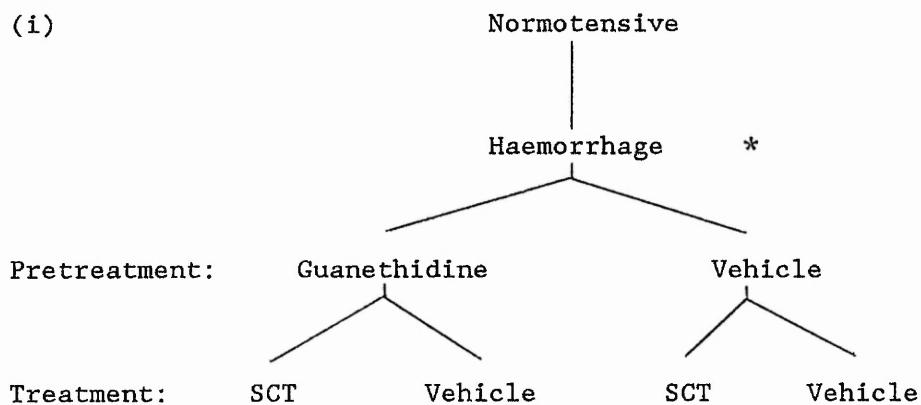 (i) Normotensive
Haemorrhage *
Pretreatment: Guanethidine Vehicle
Treatment: SCT Vehicle SCT Vehicle